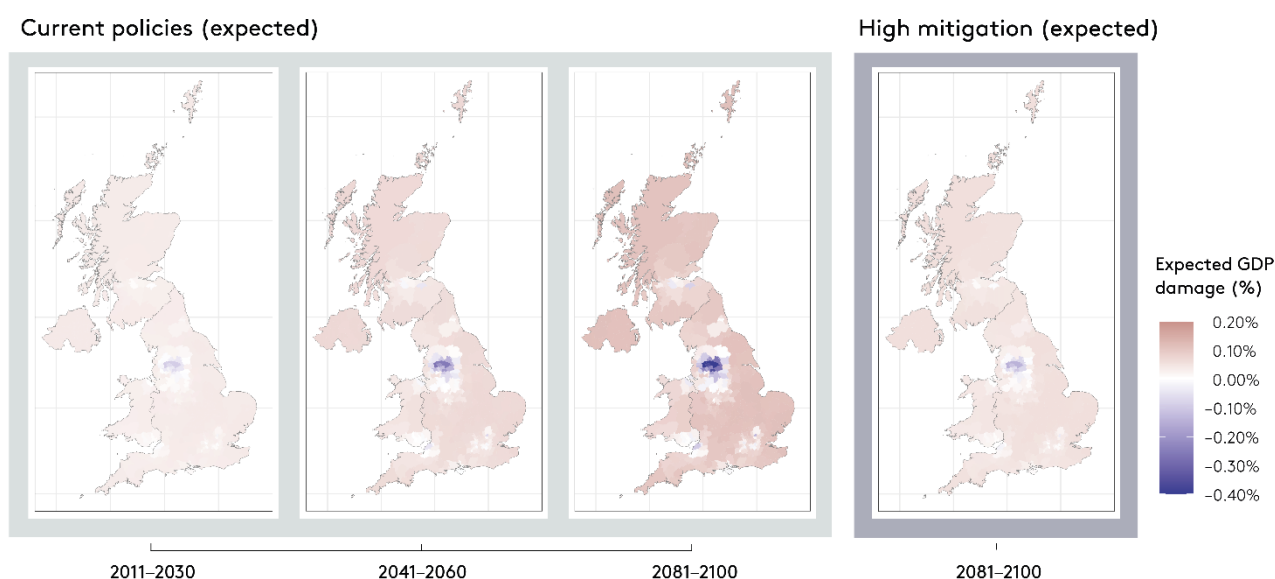 Current policies (expected)
High mitigation (expected)
Expected GDP
damage (%)
0.20%
0.10%
0.00%
–0.10%
–0.20%
–0.30%
–0.40%
2011–2030
2041–2060
2081–2100
2081–2100